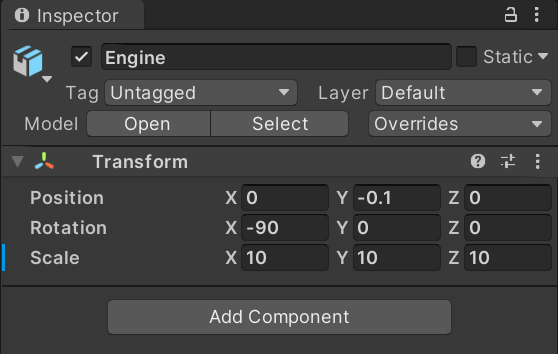 Inspector
Engine Static
Tag Untagged Layer Default
Model Open Select Overrides
Transform
Position X 0 Y -0.1 Z 0
Rotation X -90 Y 0 Z 0
Scale X 10 Y 10 Z 10
Add Component